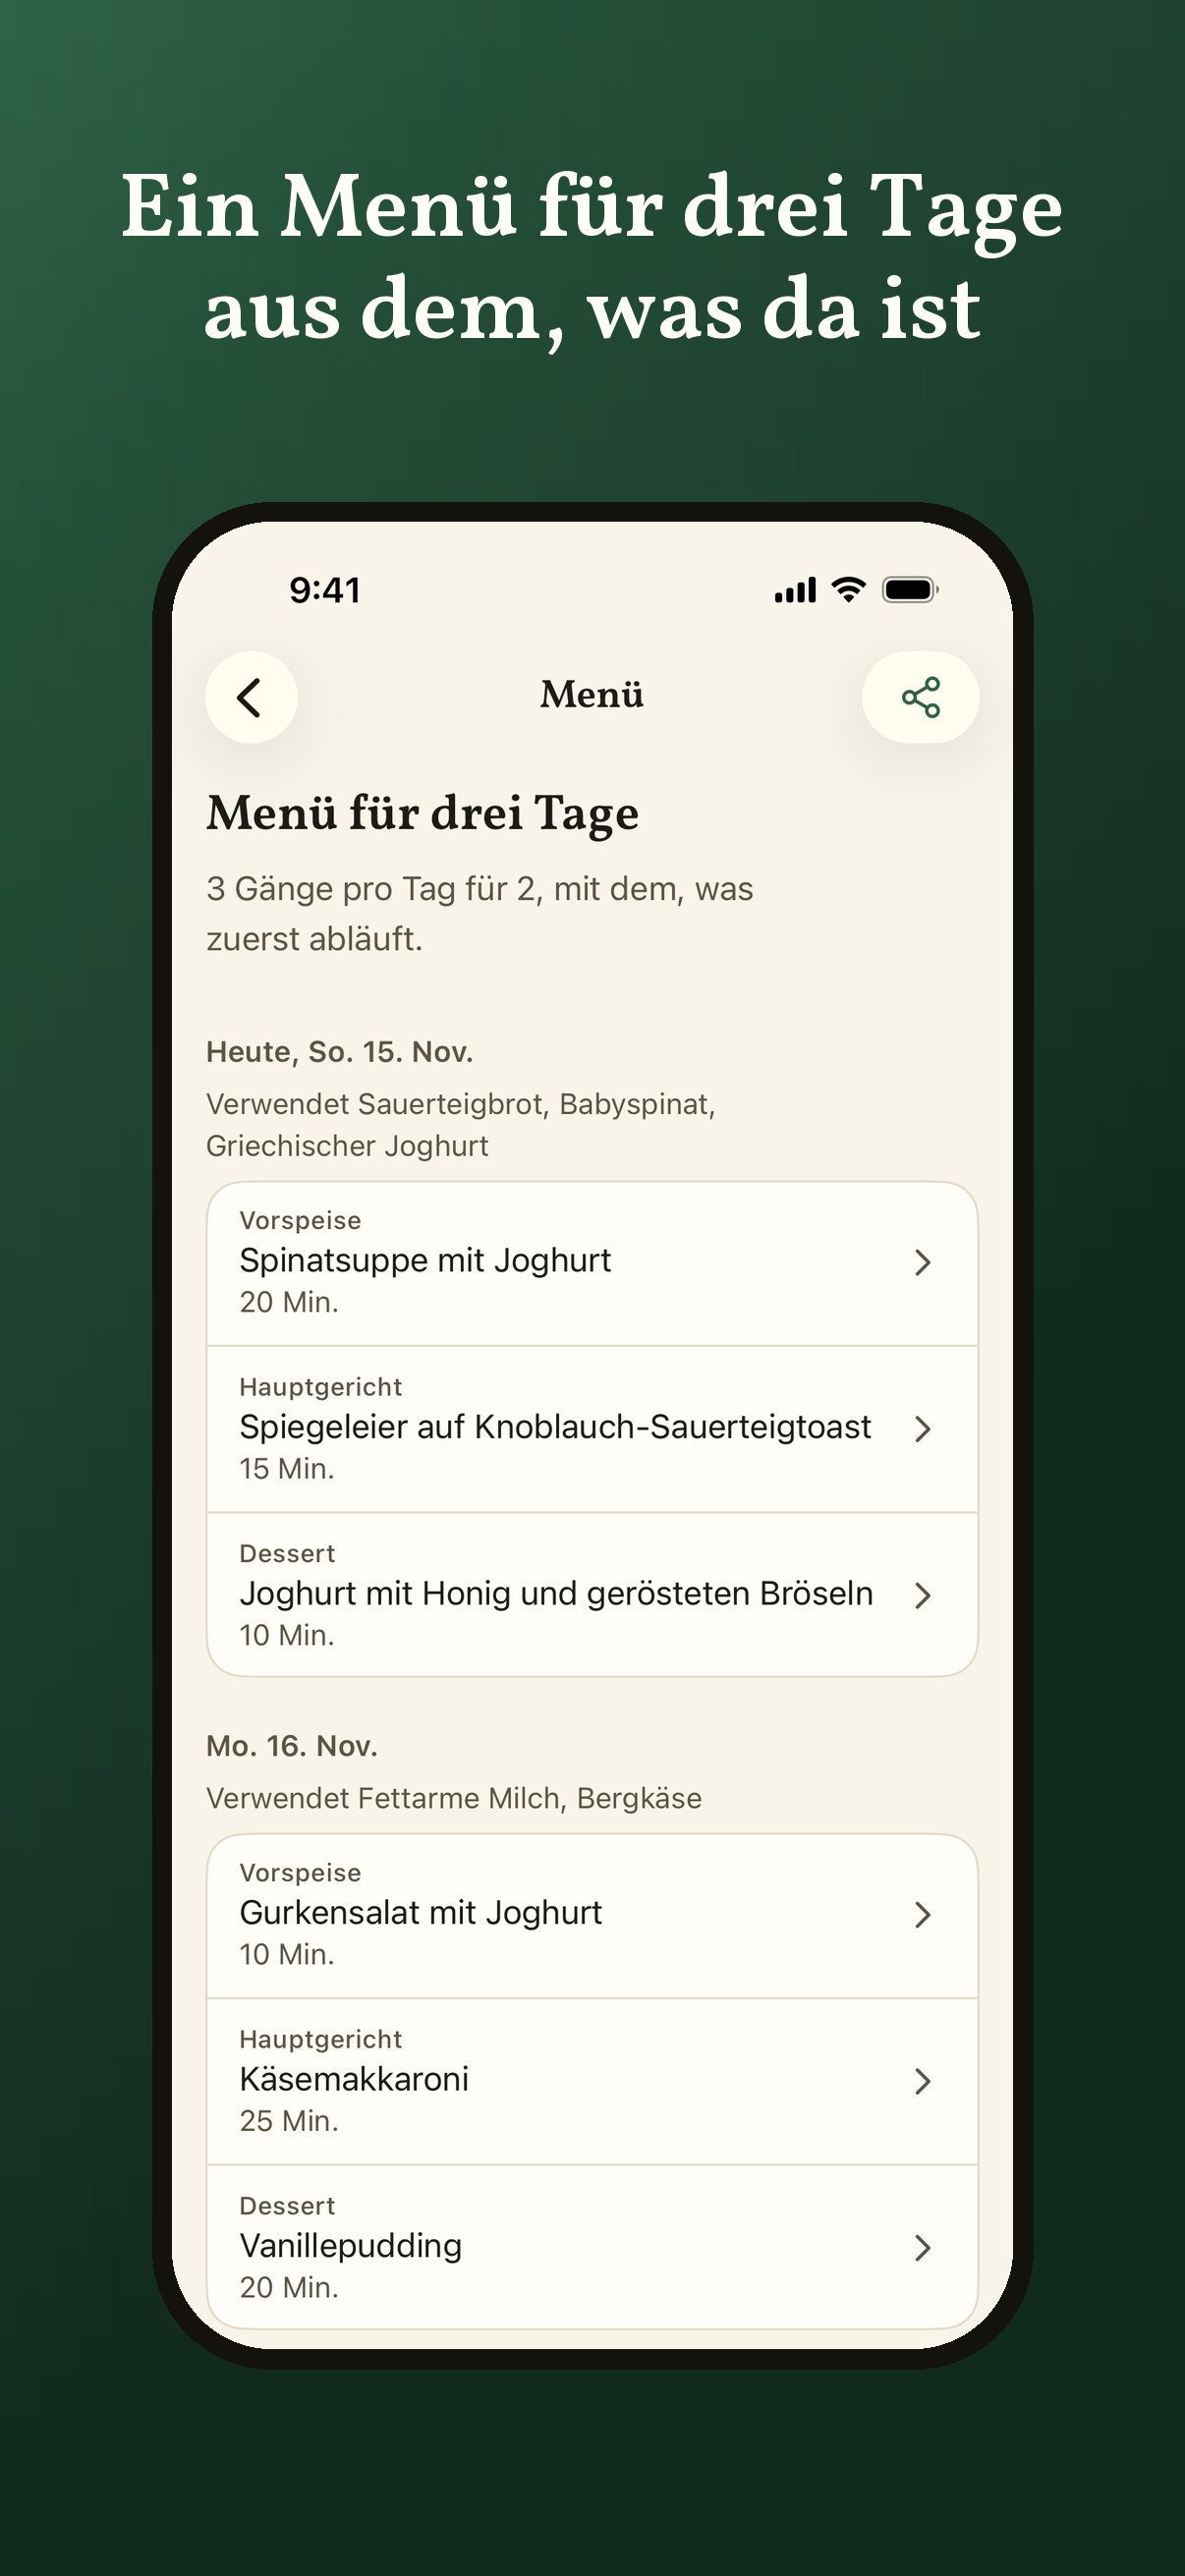 Ein Menü für drei Tage
aus dem, was da ist
9:41
Menü
Menü für drei Tage
3 Gänge pro Tag für 2, mit dem, was
zuerst abläuft.
Heute, So. 15. Nov.
Verwendet Sauerteigbrot, Babyspinat,
Griechischer Joghurt
Vorspeise
Spinatsuppe mit Joghurt
20 Min.
Hauptgericht
Spiegeleier auf Knoblauch-Sauerteigtoast
15 Min.
Dessert
Joghurt mit Honig und gerösteten Bröseln
10 Min.
Mo. 16. Nov.
Verwendet Fettarme Milch, Bergkäse
Vorspeise
Gurkensalat mit Joghurt
10 Min.
Hauptgericht
Käsemakkaroni
25 Min.
Dessert
Vanillepudding
20 Min.